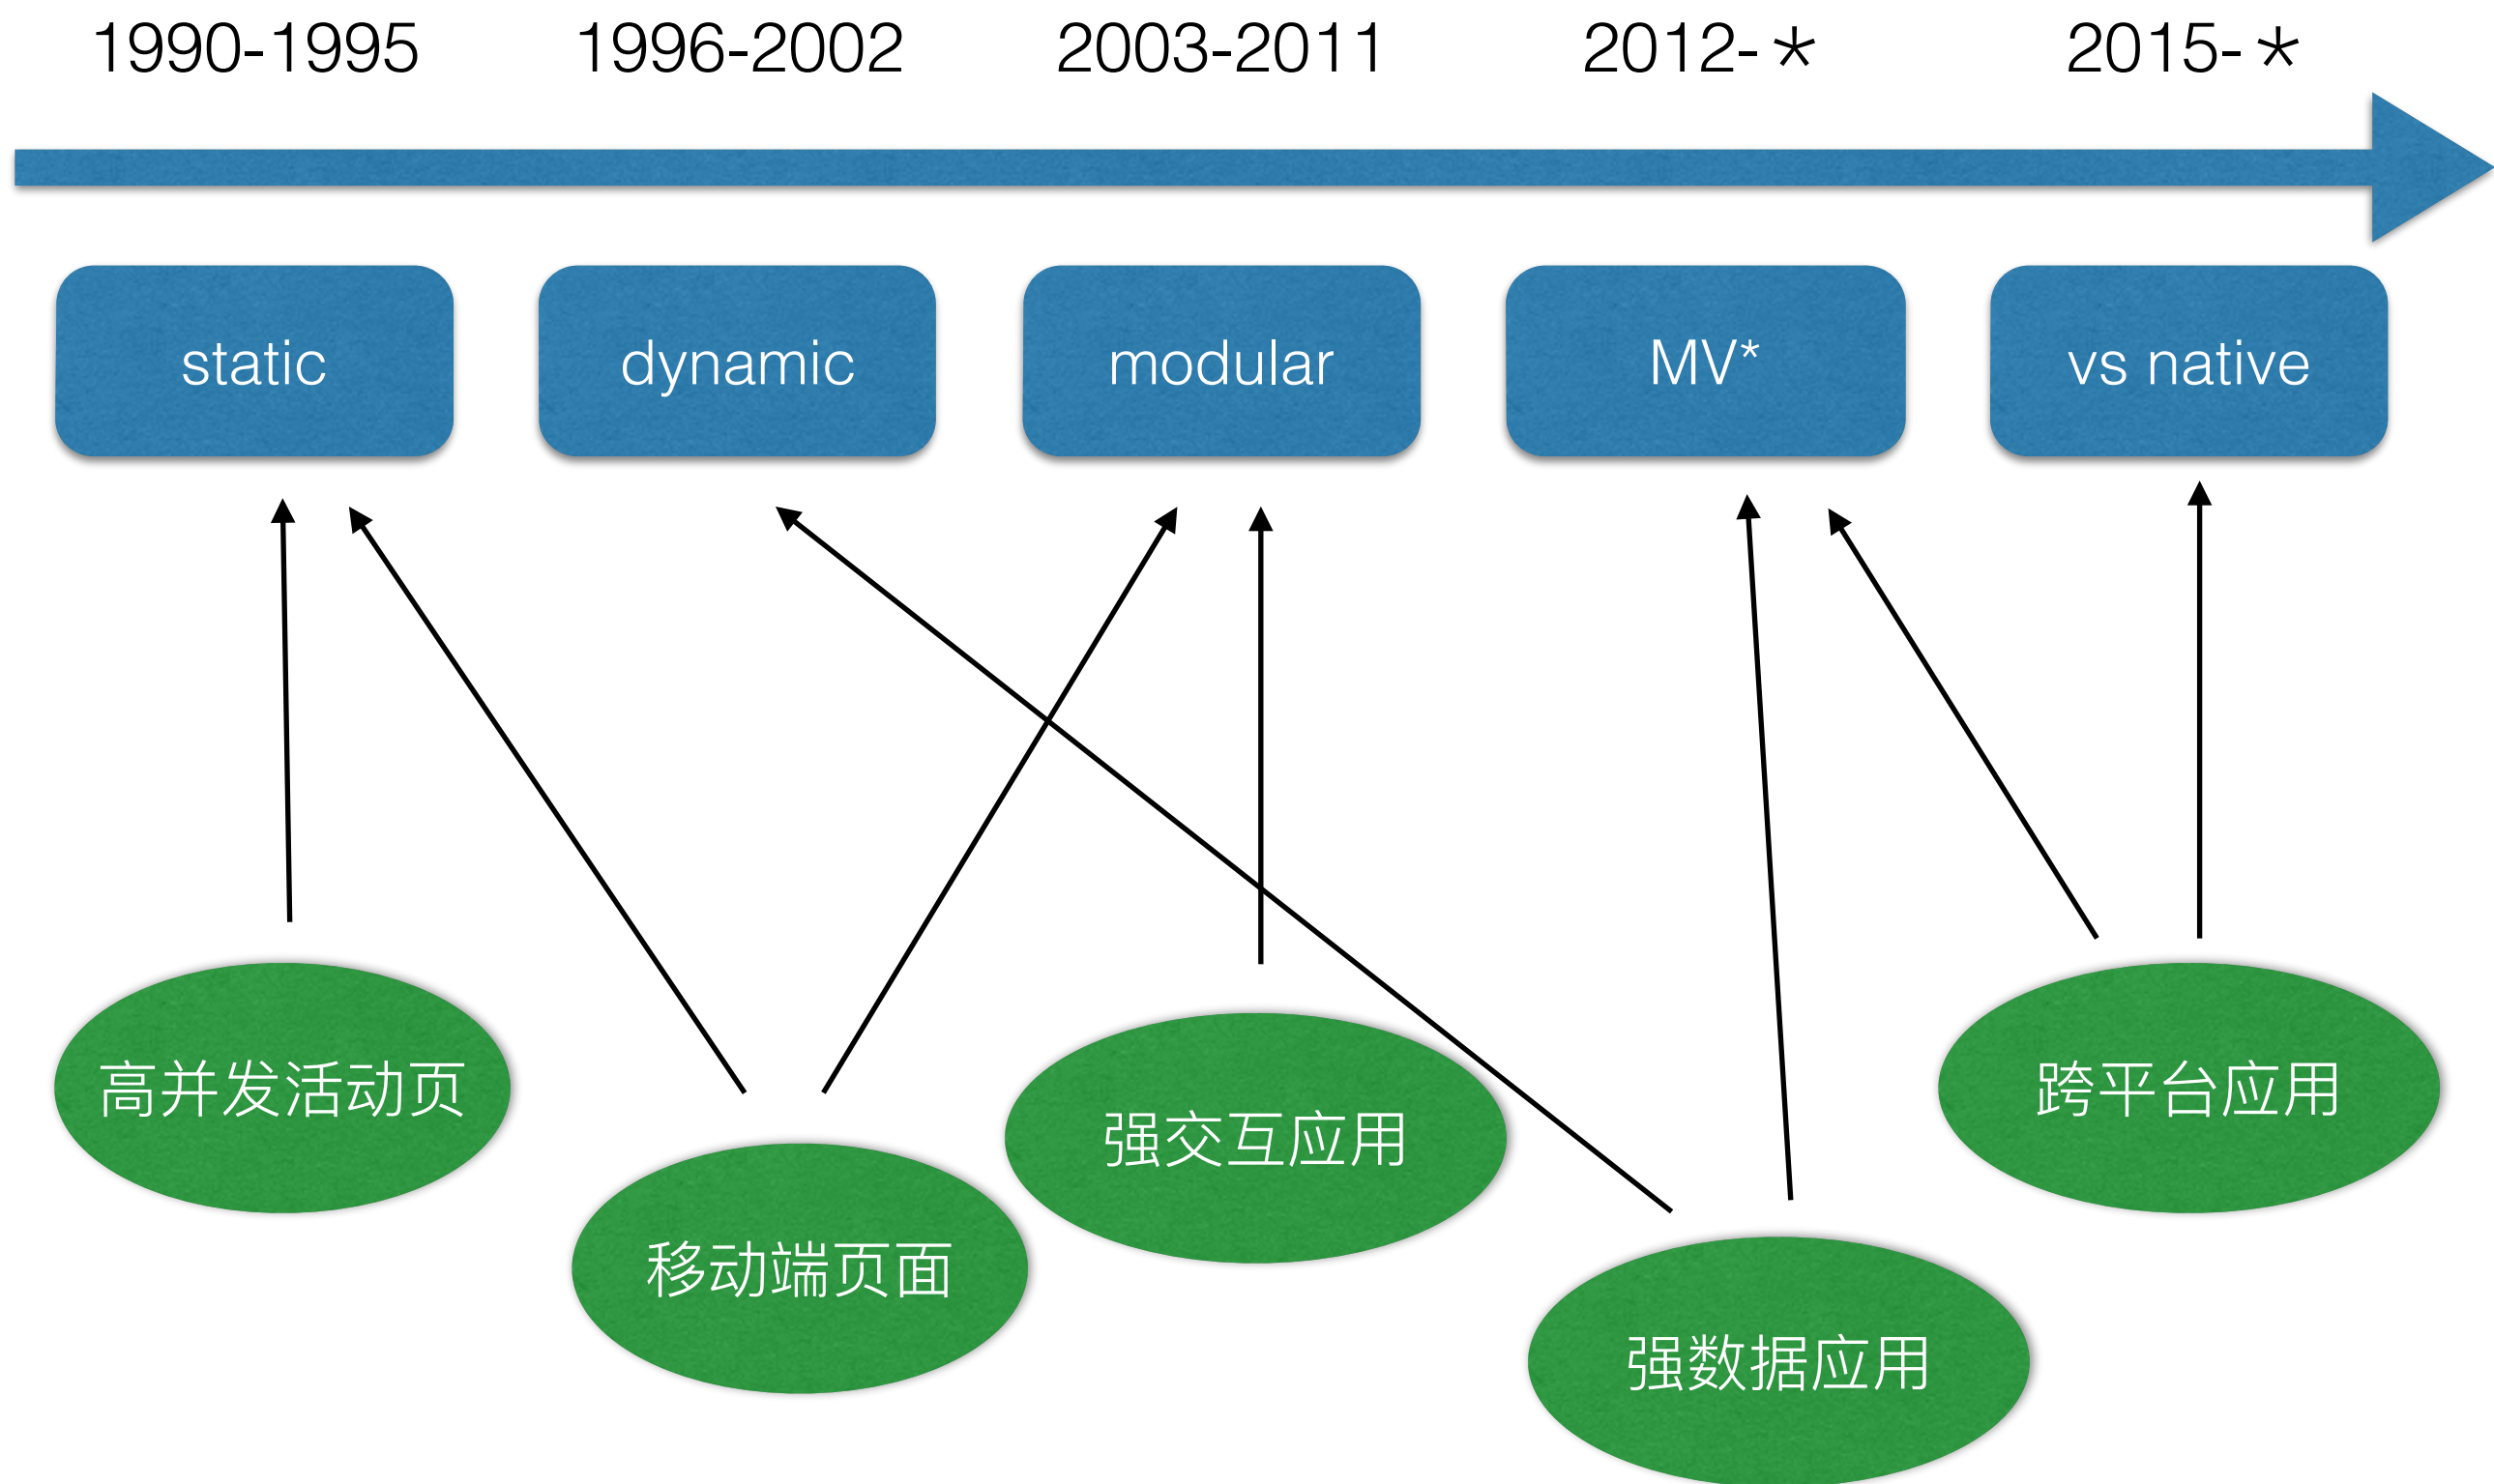 1990-1995
1996-2002
2003-2011
2012-*
2015-*
static
dynamic
modular
MV*
vs native
高并发活动页
移动端页面
强交互应用
强数据应用
跨平台应用